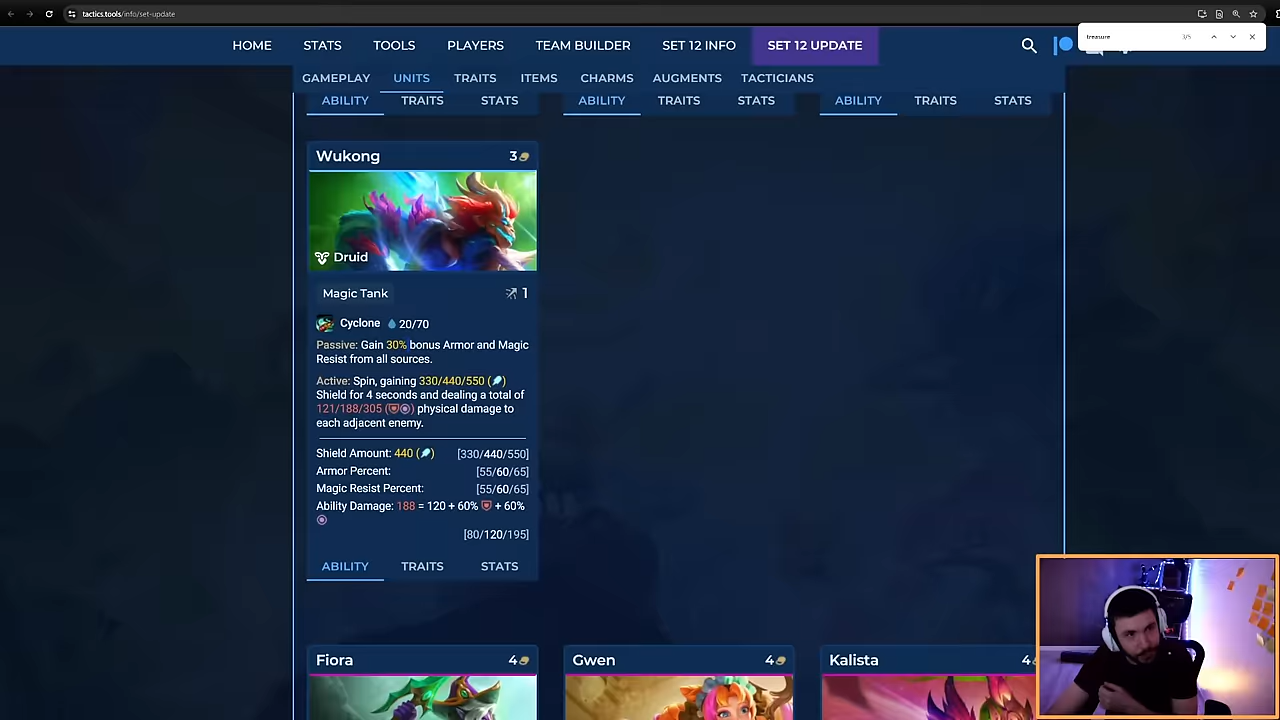 tactics.tools/info/set-update
treasure 3/5
HOME STATS TOOLS PLAYERS TEAM BUILDER SET 12 INFO SET 12 UPDATE
GAMEPLAY UNITS TRAITS ITEMS CHARMS AUGMENTS TACTICIANS
ABILITY TRAITS STATS ABILITY TRAITS STATS ABILITY TRAITS STATS
Wukong 3
Druid
Magic Tank 1
Cyclone 20/70
Passive: Gain 30% bonus Armor and Magic
Resist from all sources.
Active: Spin, gaining 330/440/550 ( )
Shield for 4 seconds and dealing a total of
121/188/305 ( ) physical damage to
each adjacent enemy.
Shield Amount: 440 ( ) [330/440/550]
Armor Percent: [55/60/65]
Magic Resist Percent: [55/60/65]
Ability Damage: 188 = 120 + 60% + 60%
[80/120/195]
ABILITY TRAITS STATS
Fiora 4 Gwen 4 Kalista 4